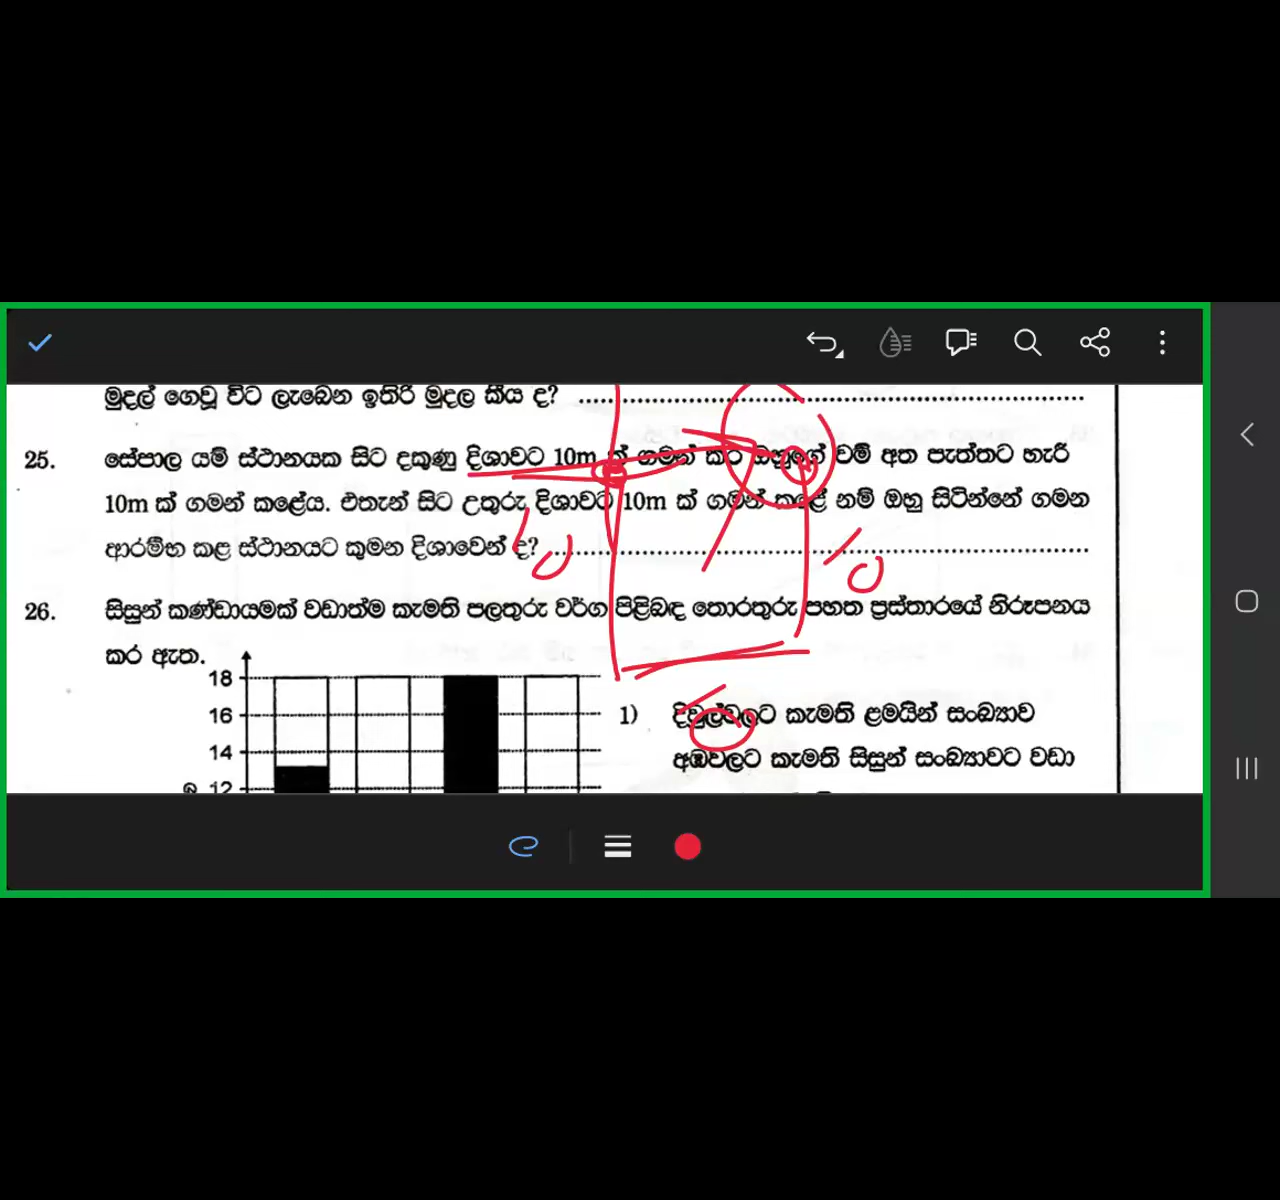 මුදල් ගෙවූ විට ලැබෙන ඉතිරි මුදල කීය ද? ........................................
25. සේපාල යම් ස්ථානයක සිට දකුණු දිශාවට 10m ක් ගමන් කර ඔහුගේ වම් අත පැත්තට හැරී
10m ක් ගමන් කළේය. එතැන් සිට උතුරු දිශාවට 10m ක් ගමන් කළේ නම් ඔහු සිටින්නේ ගමන
ආරම්භ කළ ස්ථානයට කුමන දිශාවෙන් ද? ........................................
10
10
26. සිසුන් කණ්ඩායමක් වඩාත්ම කැමති පලතුරු වර්ග පිළිබඳ තොරතුරු පහත ප්‍රස්තාරයේ නිරූපනය
කර ඇත.
18
16
14
12
1) දිවුල්වලට කැමති ළමයින් සංඛ්‍යාව
අඹවලට කැමති සිසුන් සංඛ්‍යාවට වඩා